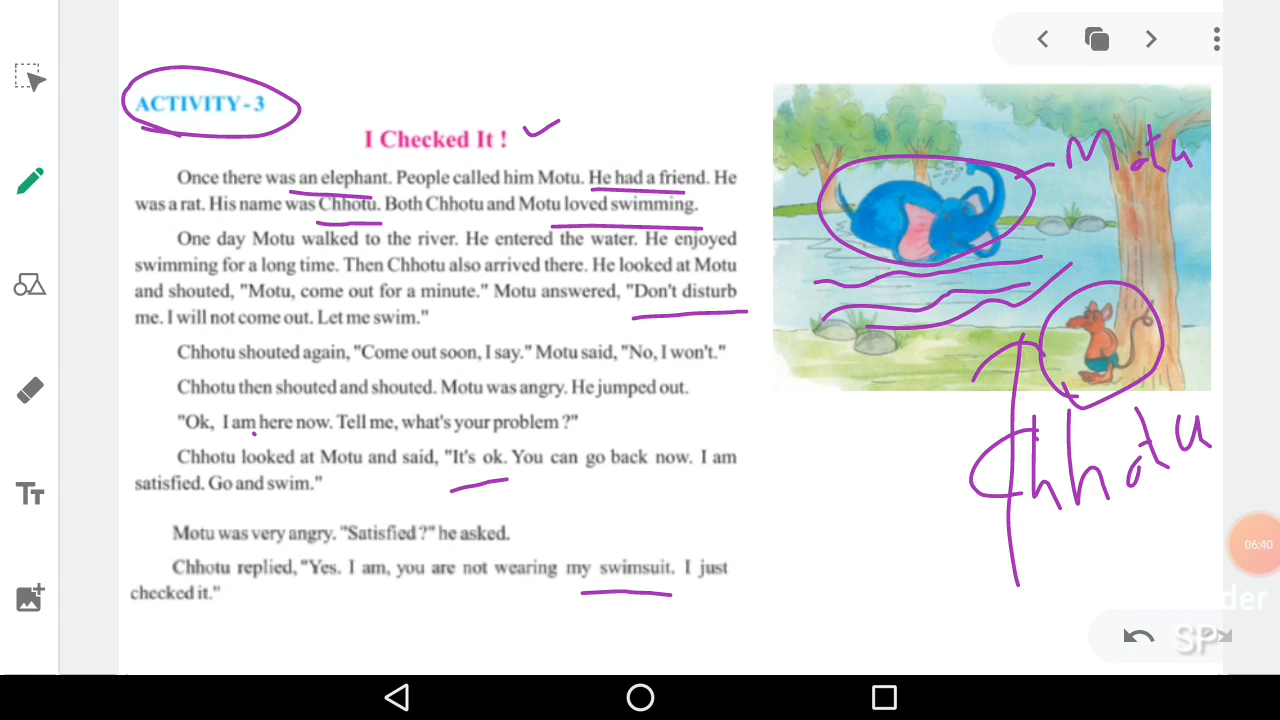 ACTIVITY - 3
I Checked It !
Once there was an elephant. People called him Motu. He had a friend. He
was a rat. His name was Chhotu. Both Chhotu and Motu loved swimming.
One day Motu walked to the river. He entered the water. He enjoyed
swimming for a long time. Then Chhotu also arrived there. He looked at Motu
and shouted, "Motu, come out for a minute." Motu answered, "Don't disturb
me. I will not come out. Let me swim."
Chhotu shouted again, "Come out soon, I say." Motu said, "No, I won't."
Chhotu then shouted and shouted. Motu was angry. He jumped out.
"Ok, I am here now. Tell me, what's your problem ?"
Chhotu looked at Motu and said, "It's ok. You can go back now. I am
satisfied. Go and swim."
Motu was very angry. "Satisfied ?" he asked.
Chhotu replied, "Yes. I am, you are not wearing my swimsuit. I just
checked it."
Motu
Chhotu
Tт
06:40
der
SP